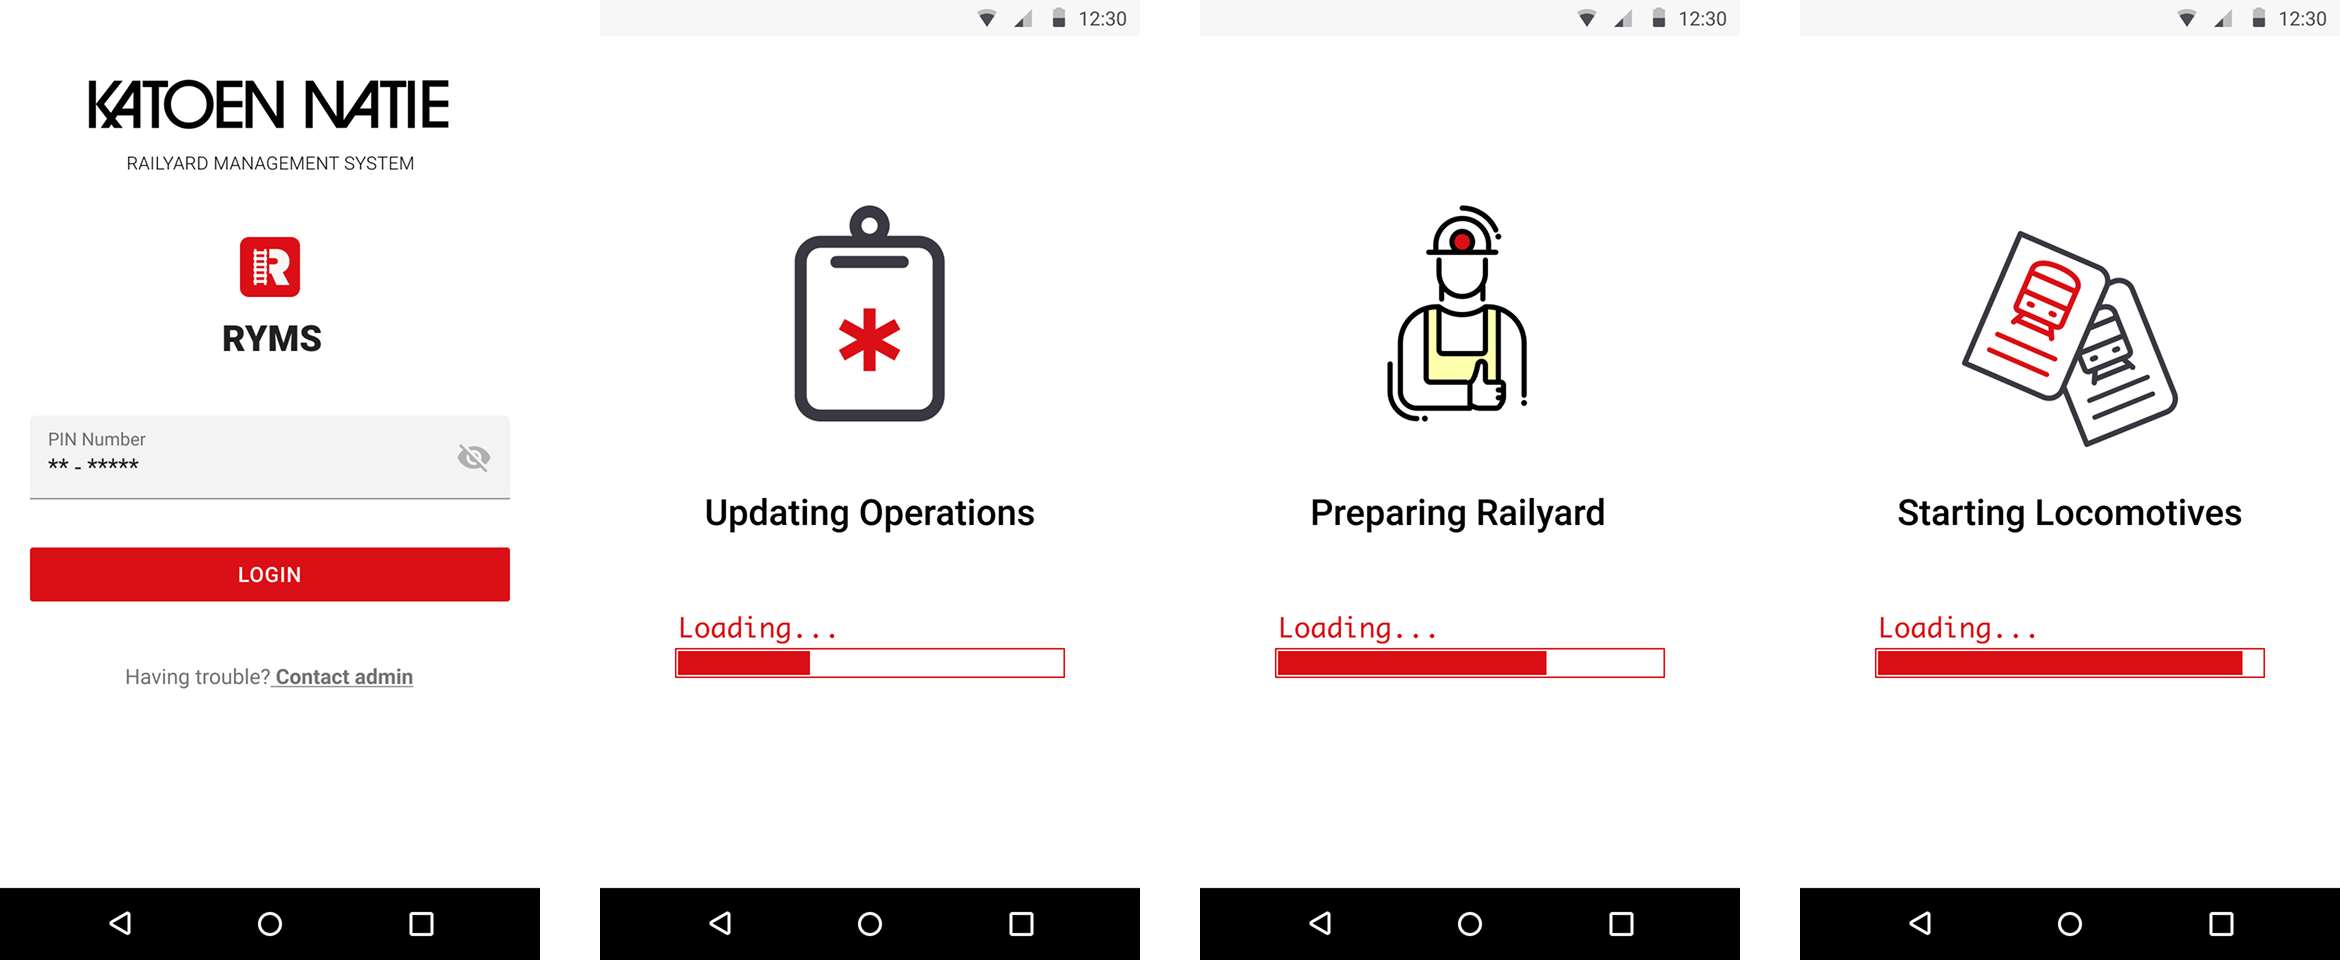 KATOEN NATIE
RAILYARD MANAGEMENT SYSTEM
R
RYMS
PIN Number
** - *****
LOGIN
Having trouble? Contact admin
12:30
Updating Operations
Loading...
12:30
Preparing Railyard
Loading...
12:30
Starting Locomotives
Loading...